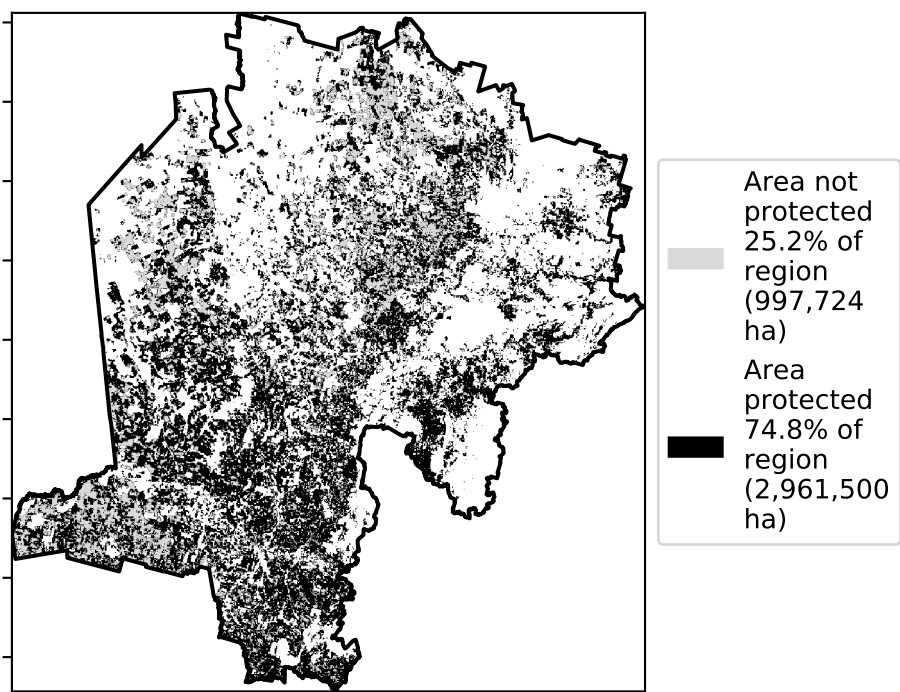 Area not
protected
25.2% of
region
(997,724
ha)
Area
protected
74.8% of
region
(2,961,500
ha)